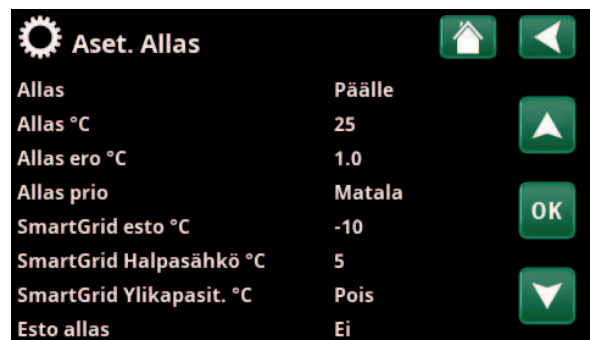 Aset. Allas
Allas Päälle
Allas °C 25
Allas ero °C 1.0
Allas prio Matala
OK
SmartGrid esto °C -10
SmartGrid Halpasähkö °C 5
SmartGrid Ylikapasit. °C Pois
Esto allas Ei